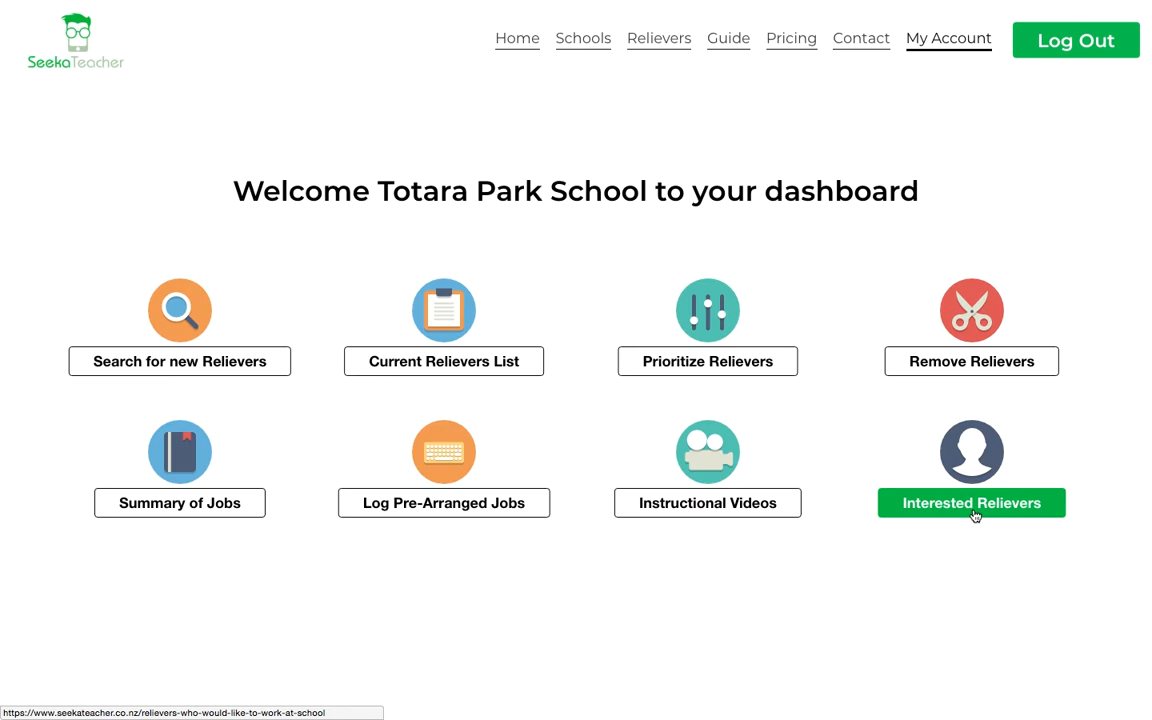 SeekaTeacher
Home Schools Relievers Guide Pricing Contact My Account Log Out
Welcome Totara Park School to your dashboard
Search for new Relievers Current Relievers List Prioritize Relievers Remove Relievers
Summary of Jobs Log Pre-Arranged Jobs Instructional Videos Interested Relievers
https://www.seekateacher.co.nz/relievers-who-would-like-to-work-at-school